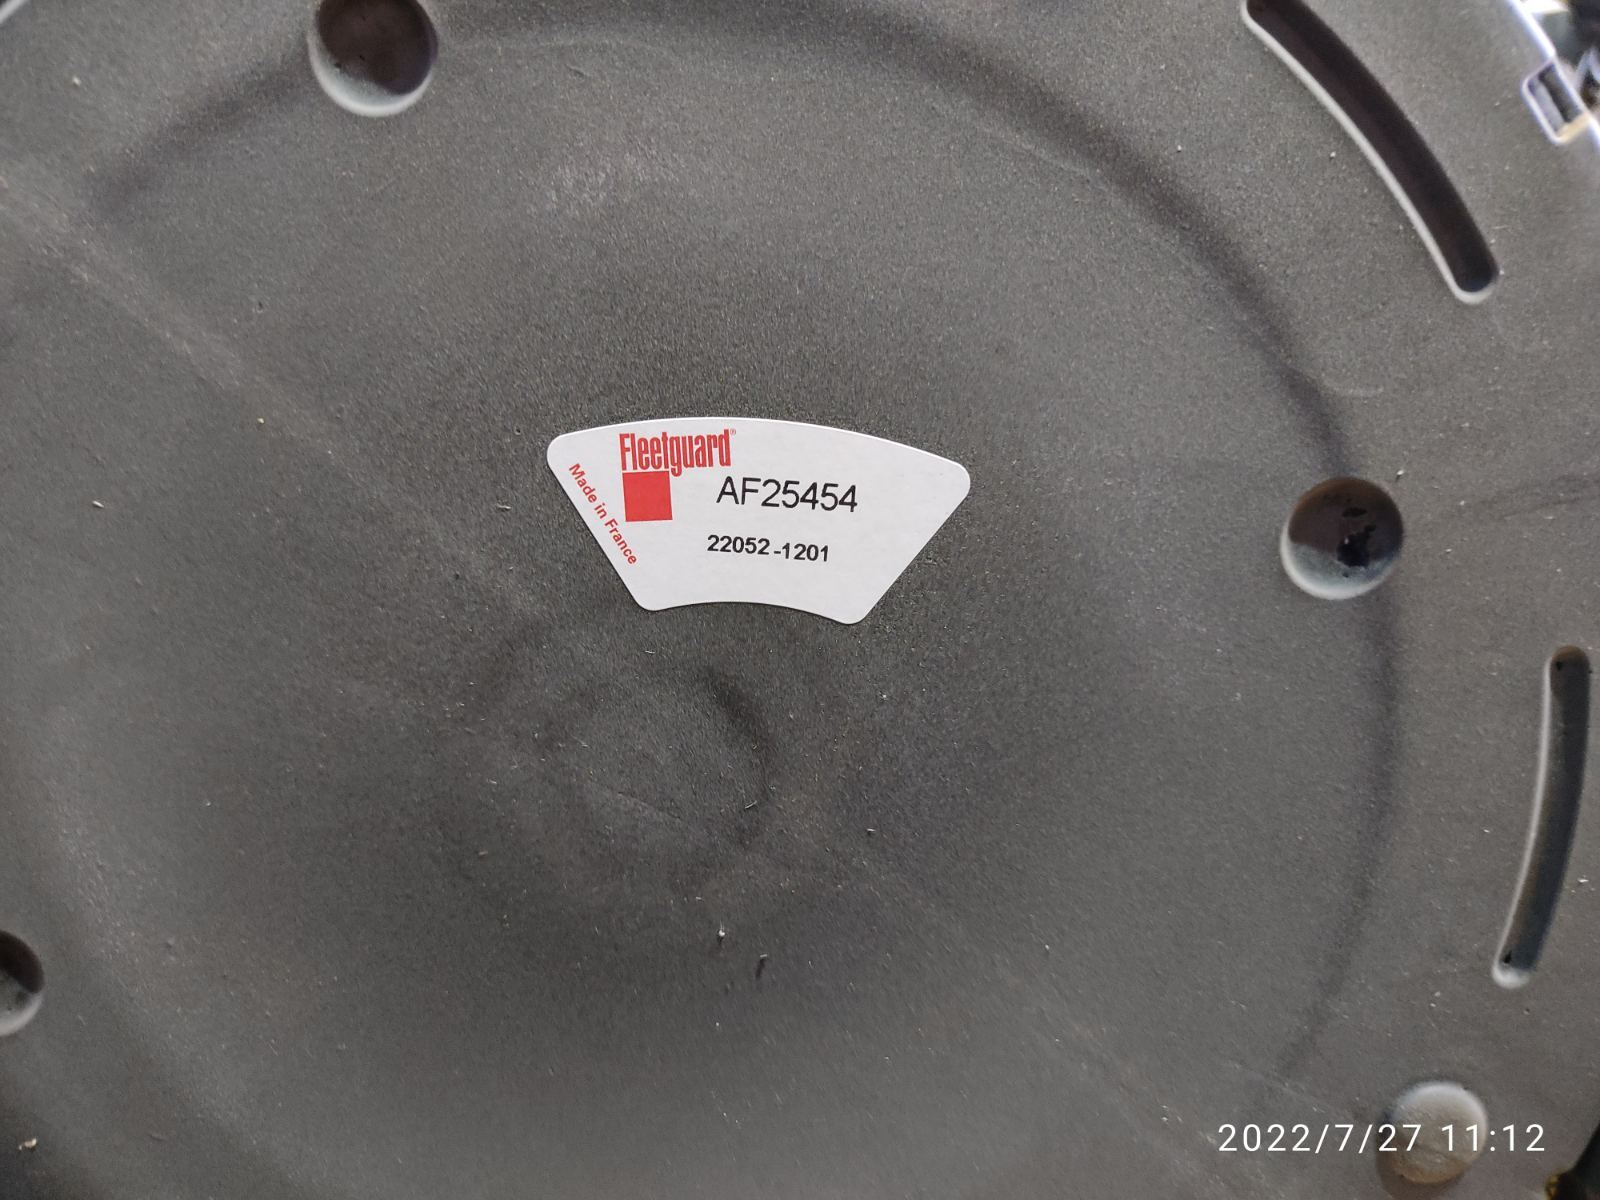 Fleetguard®
Made in France
AF25454
22052-1201
2022/7/27 11:12